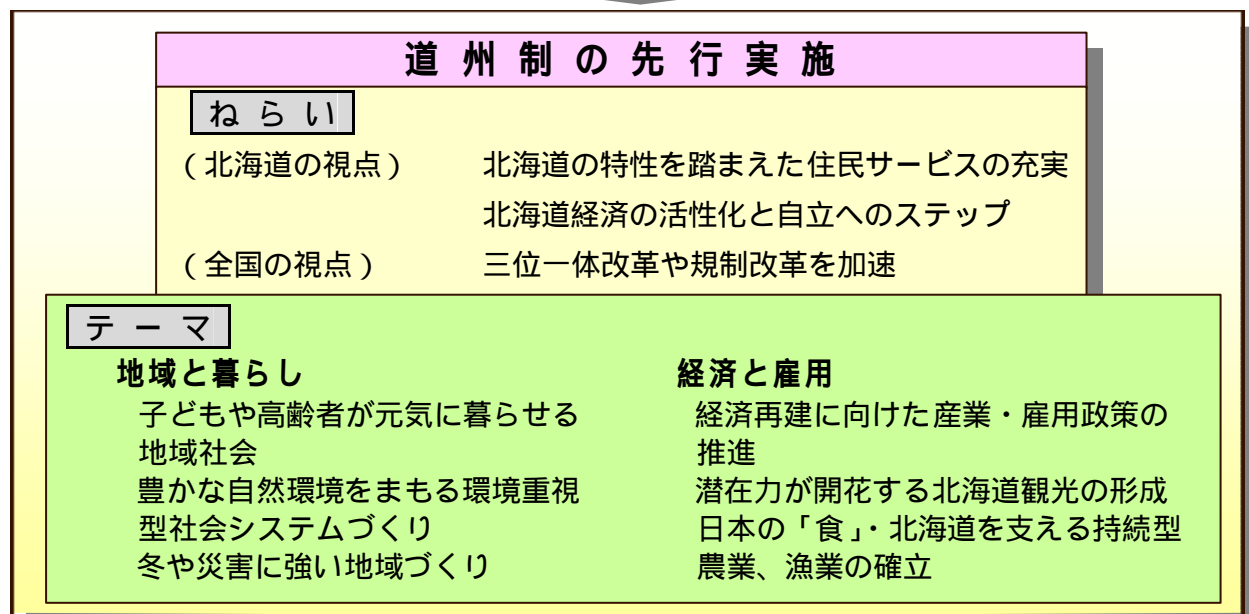 道州制の先行実施
ねらい
(北海道の視点) 北海道の特性を踏まえた住民サービスの充実
北海道経済の活性化と自立へのステップ
(全国の視点) 三位一体改革や規制改革を加速
テーマ
地域と暮らし
子どもや高齢者が元気に暮らせる
地域社会
豊かな自然環境をまもる環境重視
型社会システムづくり
冬や災害に強い地域づくり
経済と雇用
経済再建に向けた産業・雇用政策の
推進
潜在力が開花する北海道観光の形成
日本の「食」・北海道を支える持続型
農業、漁業の確立